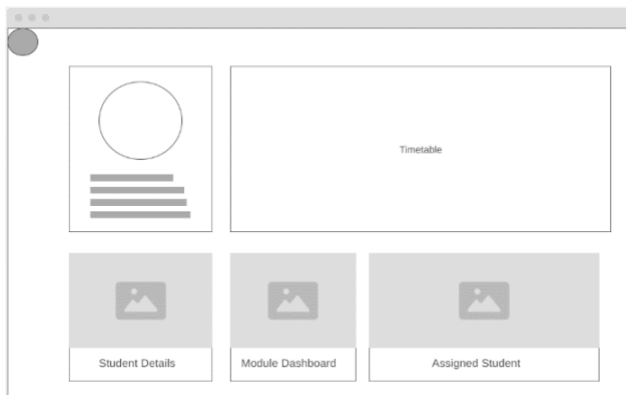 Timetable
Student Details
Module Dashboard
Assigned Student